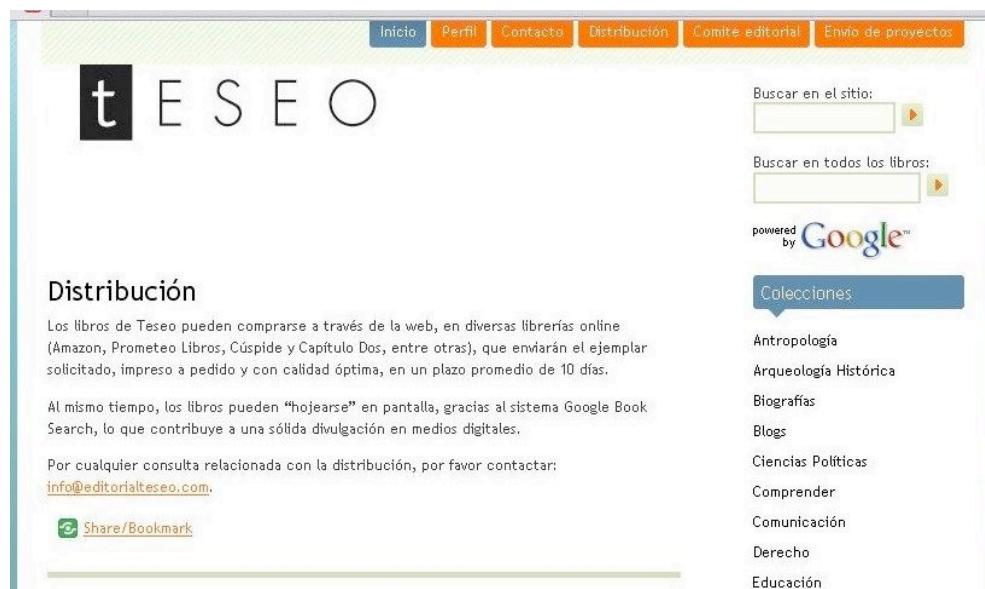 Inicio
Perfil
Contacto
Distribución
Comite editorial
Envío de proyectos
tESEO
Buscar en el sitio:
Buscar en todos los libros:
powered
by Google™
Distribución
Los libros de Teseo pueden comprarse a través de la web, en diversas librerías online
(Amazon, Prometeo Libros, Cúspide y Capítulo Dos, entre otras), que enviarán el ejemplar
solicitado, impreso a pedido y con calidad óptima, en un plazo promedio de 10 días.
Al mismo tiempo, los libros pueden “hojearse” en pantalla, gracias al sistema Google Book
Search, lo que contribuye a una sólida divulgación en medios digitales.
Por cualquier consulta relacionada con la distribución, por favor contactar:
info@editorialteseo.com.
Share/Bookmark
Colecciones
Antropología
Arqueología Histórica
Biografías
Blogs
Ciencias Políticas
Comprender
Comunicación
Derecho
Educación